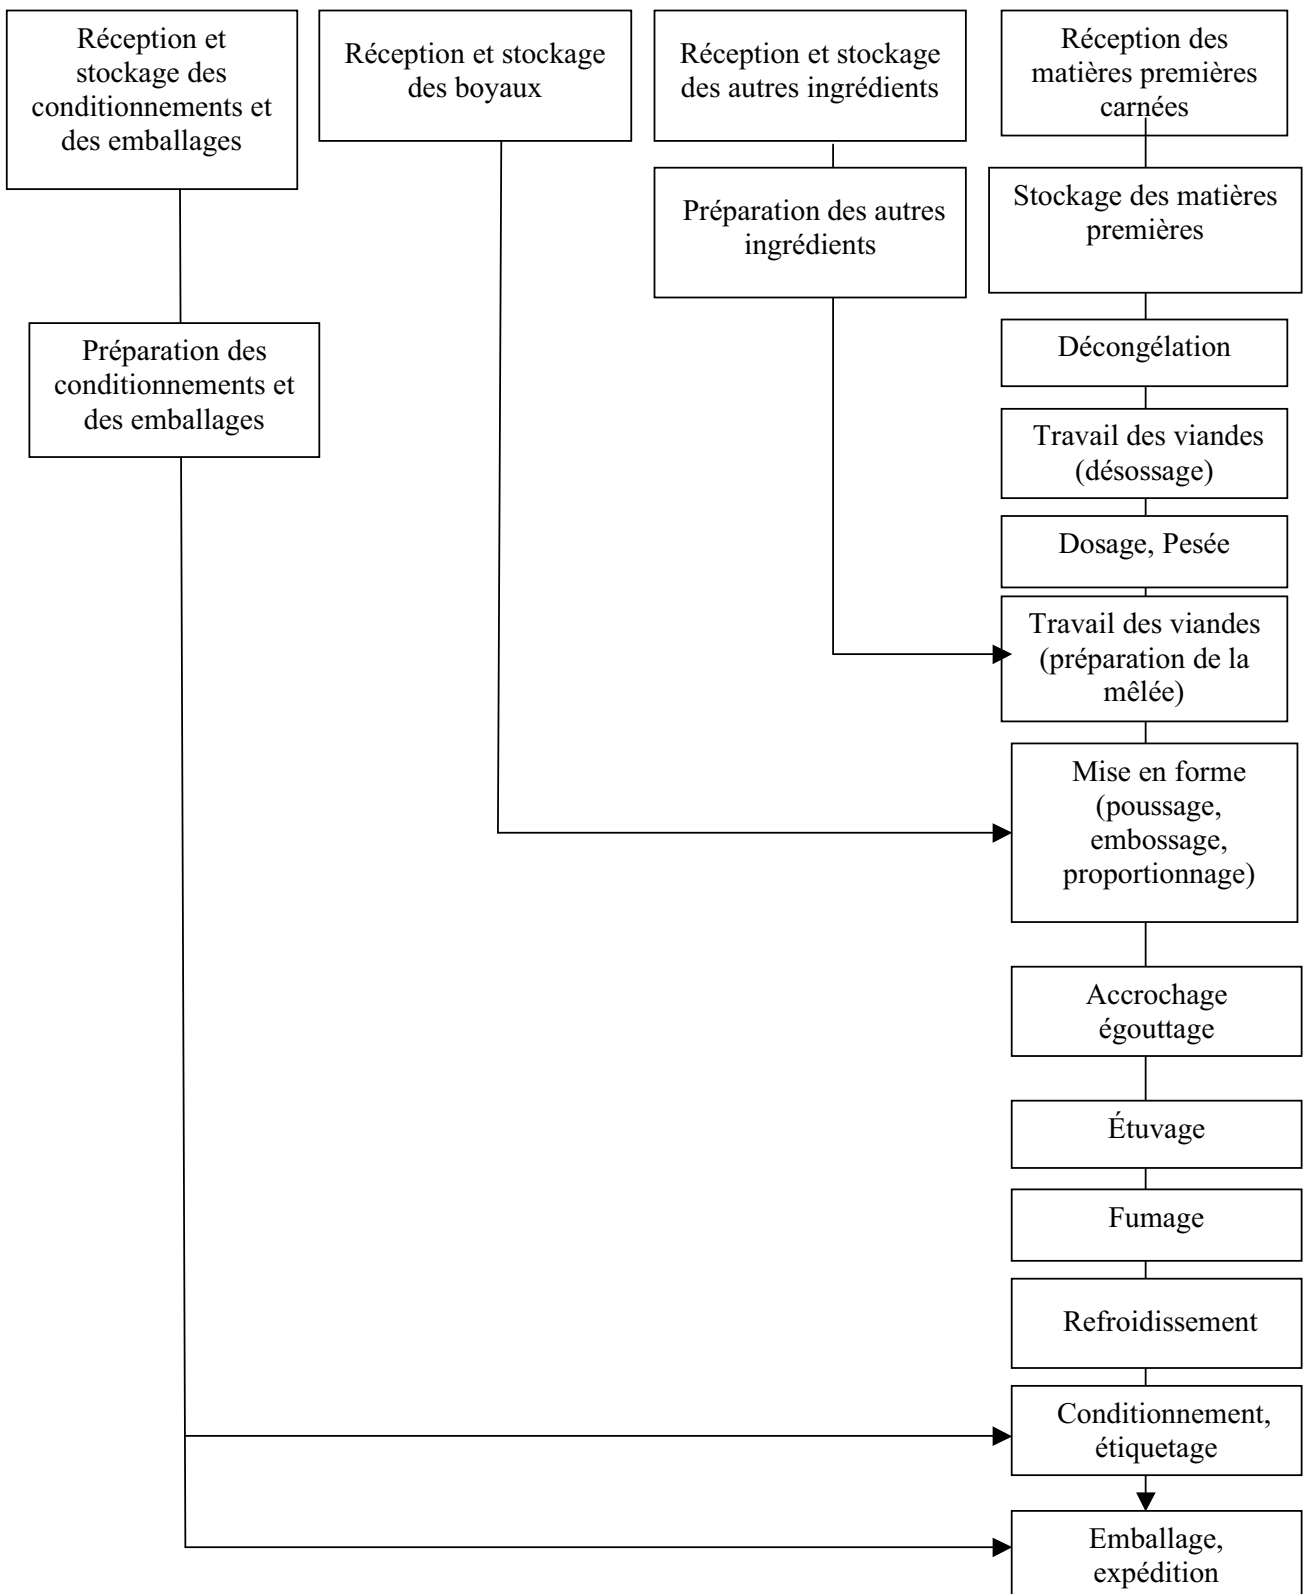 Réception et
stockage des
conditionnements et
des emballages
Réception et stockage
des boyaux
Réception et stockage
des autres ingrédients
Réception des
matières premières
carnées
Préparation des autres
ingrédients
Stockage des matières
premières
Préparation des
conditionnements et
des emballages
Décongélation
Travail des viandes
(désossage)
Dosage, Pesée
Travail des viandes
(préparation de la
mêlée)
Mise en forme
(poussage,
embossage,
proportionnage)
Accrochage
égouttage
Étuvage
Fumage
Refroidissement
Conditionnement,
étiquetage
Emballage,
expédition